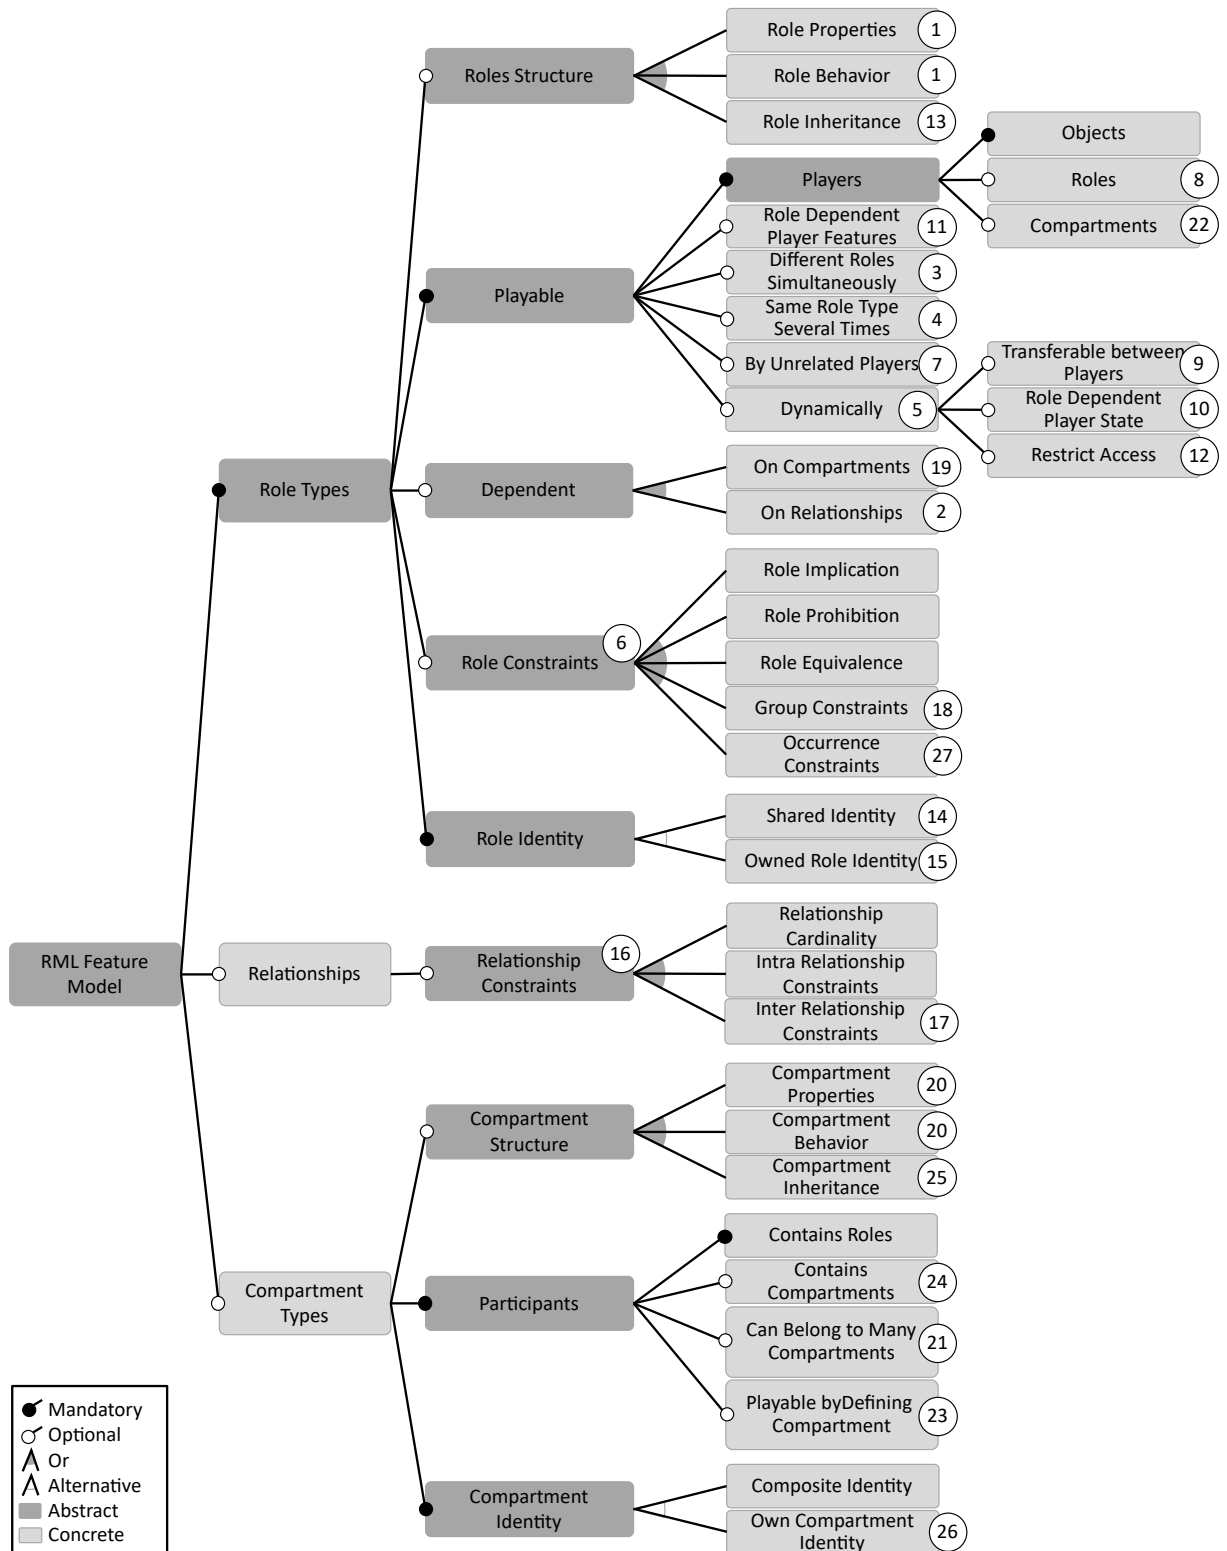 Role Properties 1
Roles Structure
Role Behavior 1
Role Inheritance 13
Objects
Players
Roles 8
Role Dependent
Player Features 11
Compartments 22
Different Roles
Simultaneously 3
Playable
Same Role Type
Several Times 4
By Unrelated Players 7
Transferable between
Players 9
Dynamically 5
Role Dependent
Player State 10
Restrict Access 12
On Compartments 19
Role Types
Dependent
On Relationships 2
Role Implication
Role Prohibition
Role Constraints 6
Role Equivalence
Group Constraints 18
Occurrence
Constraints 27
Shared Identity 14
Role Identity
Owned Role Identity 15
Relationship
Cardinality
RML Feature
Model
Relationships
Relationship
Constraints 16
Intra Relationship
Constraints
Inter Relationship
Constraints 17
Compartment
Properties 20
Compartment
Structure
Compartment
Behavior 20
Compartment
Inheritance 25
Contains Roles
Compartment
Types
Participants
Contains
Compartments 24
Can Belong to Many
Compartments 21
Playable byDefining
Compartment 23
Composite Identity
Compartment
Identity
Own Compartment
Identity 26
Mandatory
Optional
Or
Alternative
Abstract
Concrete